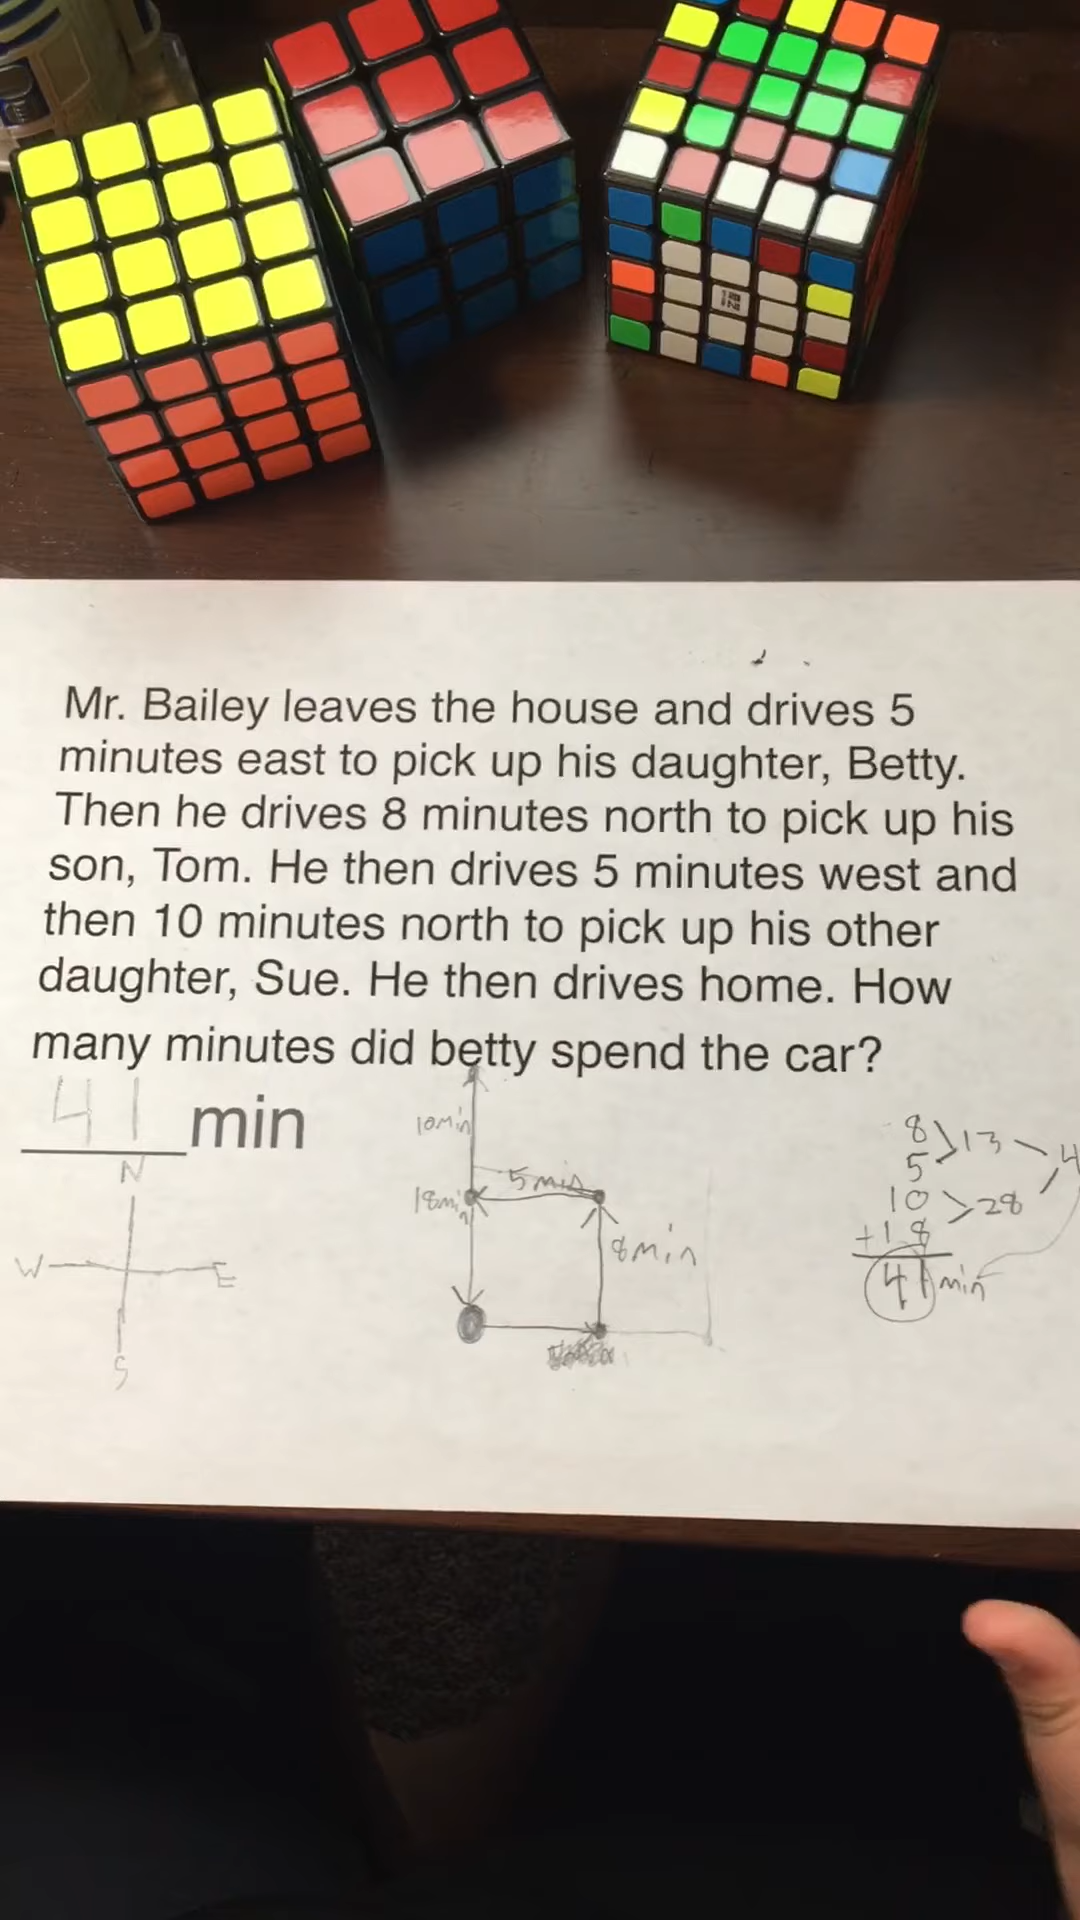 Mr. Bailey leaves the house and drives 5
minutes east to pick up his daughter, Betty.
Then he drives 8 minutes north to pick up his
son, Tom. He then drives 5 minutes west and
then 10 minutes north to pick up his other
daughter, Sue. He then drives home. How
many minutes did betty spend the car?
41 min
N
W E
S
10min
5min
18min
8min
8
5 >13
10
+18 >28
41 min